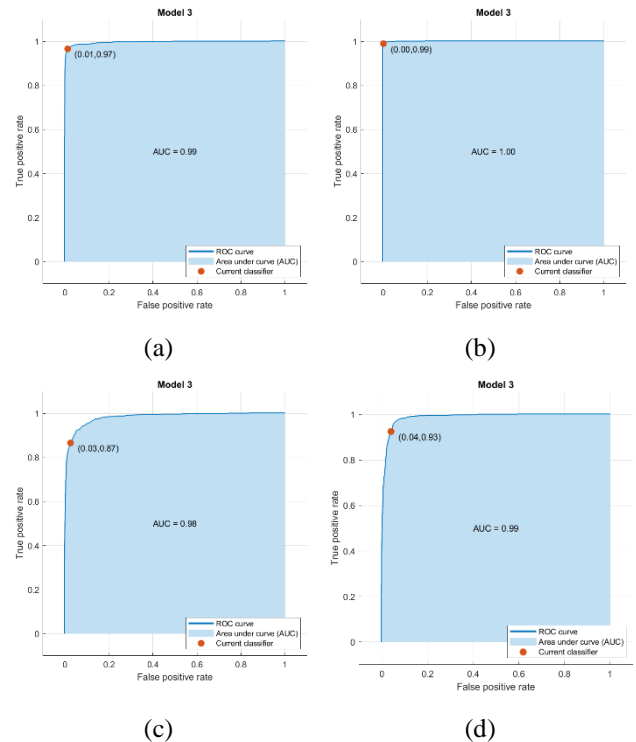 Model 3
1
(0.01,0.97)
0.8
0.6
AUC = 0.99
0.4
0.2
0
ROC curve
Area under curve (AUC)
Current classifier
0 0.2 0.4 0.6 0.8 1
False positive rate
True positive rate
(a)
Model 3
1
(0.00,0.99)
0.8
0.6
AUC = 1.00
0.4
0.2
0
ROC curve
Area under curve (AUC)
Current classifier
0 0.2 0.4 0.6 0.8 1
False positive rate
True positive rate
(b)
Model 3
1
(0.03,0.87)
0.8
0.6
AUC = 0.98
0.4
0.2
0
ROC curve
Area under curve (AUC)
Current classifier
0 0.2 0.4 0.6 0.8 1
False positive rate
True positive rate
(c)
Model 3
1
(0.04,0.93)
0.8
0.6
AUC = 0.99
0.4
0.2
0
ROC curve
Area under curve (AUC)
Current classifier
0 0.2 0.4 0.6 0.8 1
False positive rate
True positive rate
(d)